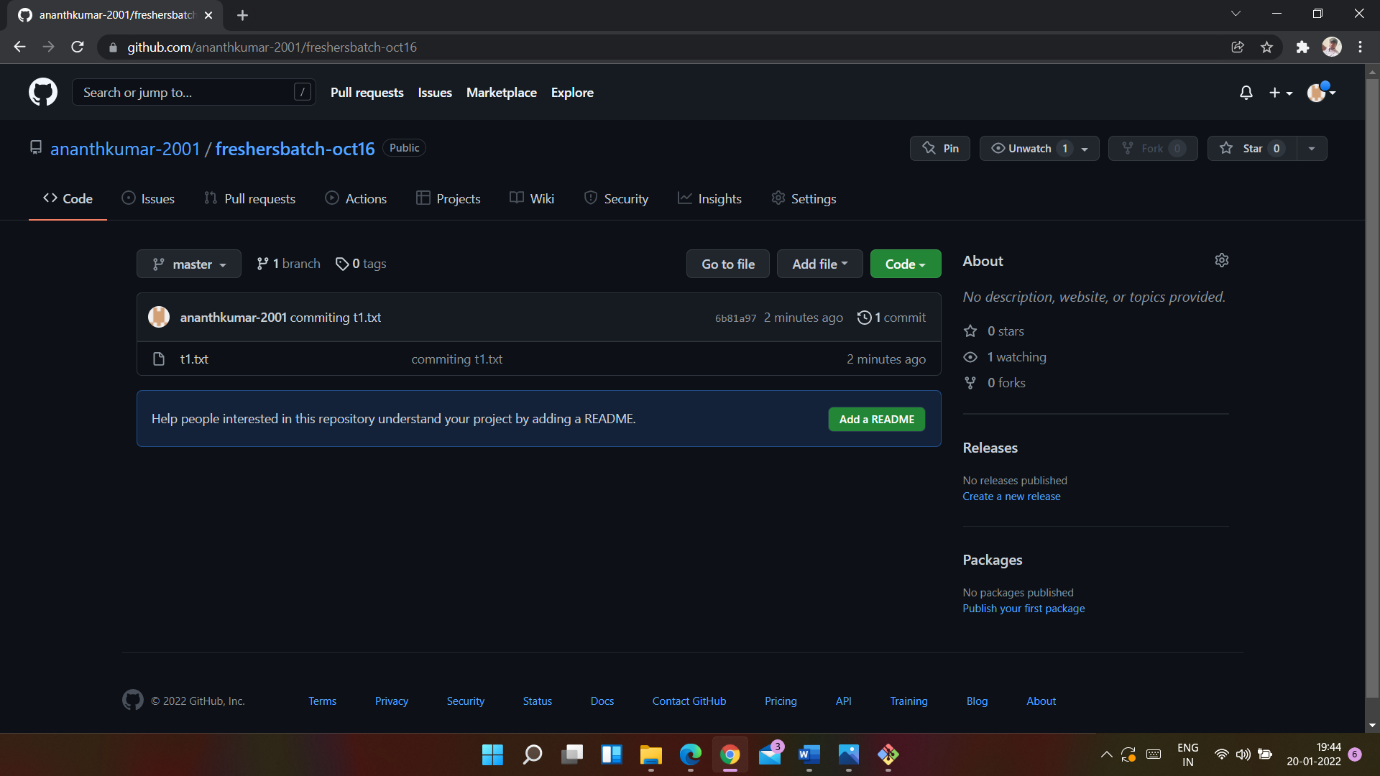 ananthkumar-2001/freshersbatch
github.com/ananthkumar-2001/freshersbatch-oct16
Search or jump to... / Pull requests Issues Marketplace Explore
ananthkumar-2001 / freshersbatch-oct16 Public Pin Unwatch 1 Fork 0 Star 0
Code Issues Pull requests Actions Projects Wiki Security Insights Settings
master 1 branch 0 tags Go to file Add file Code
ananthkumar-2001 commiting t1.txt 6b81a97 2 minutes ago 1 commit
t1.txt commiting t1.txt 2 minutes ago
Help people interested in this repository understand your project by adding a README. Add a README
About
No description, website, or topics provided.
0 stars
1 watching
0 forks
Releases
No releases published
Create a new release
Packages
No packages published
Publish your first package
© 2022 GitHub, Inc. Terms Privacy Security Status Docs Contact GitHub Pricing API Training Blog About
3 W ENG 19:44 6
IN 20-01-2022